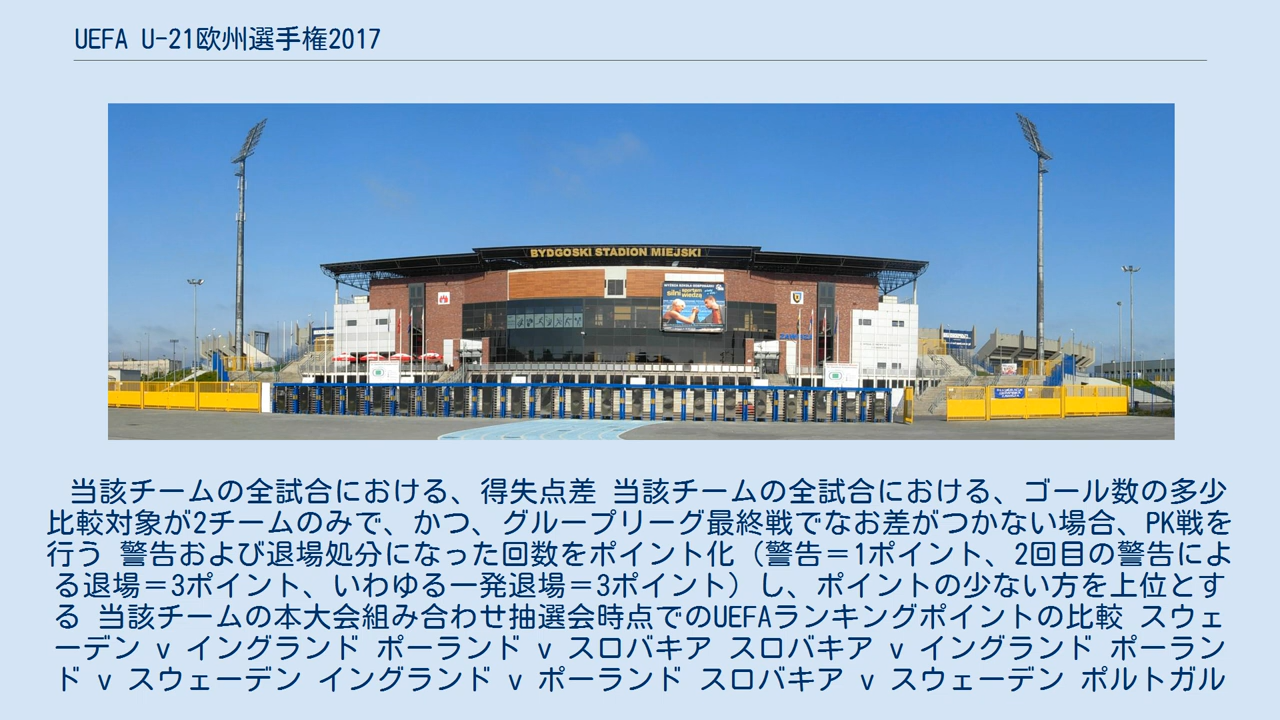 UEFA U-21欧州選手権2017
BYDGOSKI STADION MIEJSKI
当該チームの全試合における、得失点差 当該チームの全試合における、ゴール数の多少
比較対象が2チームのみで、かつ、グループリーグ最終戦でなお差がつかない場合、PK戦を
行う 警告および退場処分になった回数をポイント化（警告＝1ポイント、2回目の警告によ
る退場＝3ポイント、いわゆる一発退場＝3ポイント）し、ポイントの少ない方を上位とす
る 当該チームの本大会組み合わせ抽選会時点でのUEFAランキングポイントの比較 スウェ
ーデン v イングランド ポーランド v スロバキア スロバキア v イングランド ポーラン
ド v スウェーデン イングランド v ポーランド スロバキア v スウェーデン ポルトガル